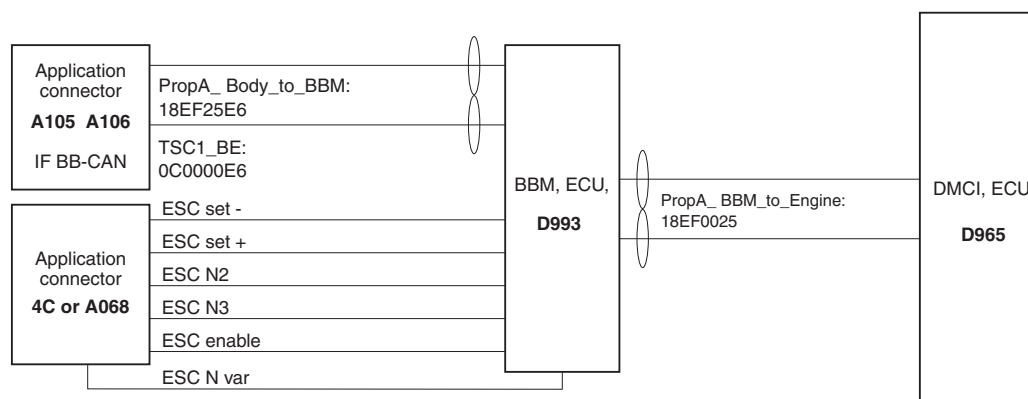 Application
connector
A105 A106
IF BB-CAN
PropA_ Body_to_BBM:
18EF25E6
TSC1_BE:
0C0000E6
Application
connector
4C or A068
ESC set -
ESC set +
ESC N2
ESC N3
ESC enable
ESC N var
BBM, ECU,
D993
PropA_ BBM_to_Engine:
18EF0025
DMCI, ECU
D965